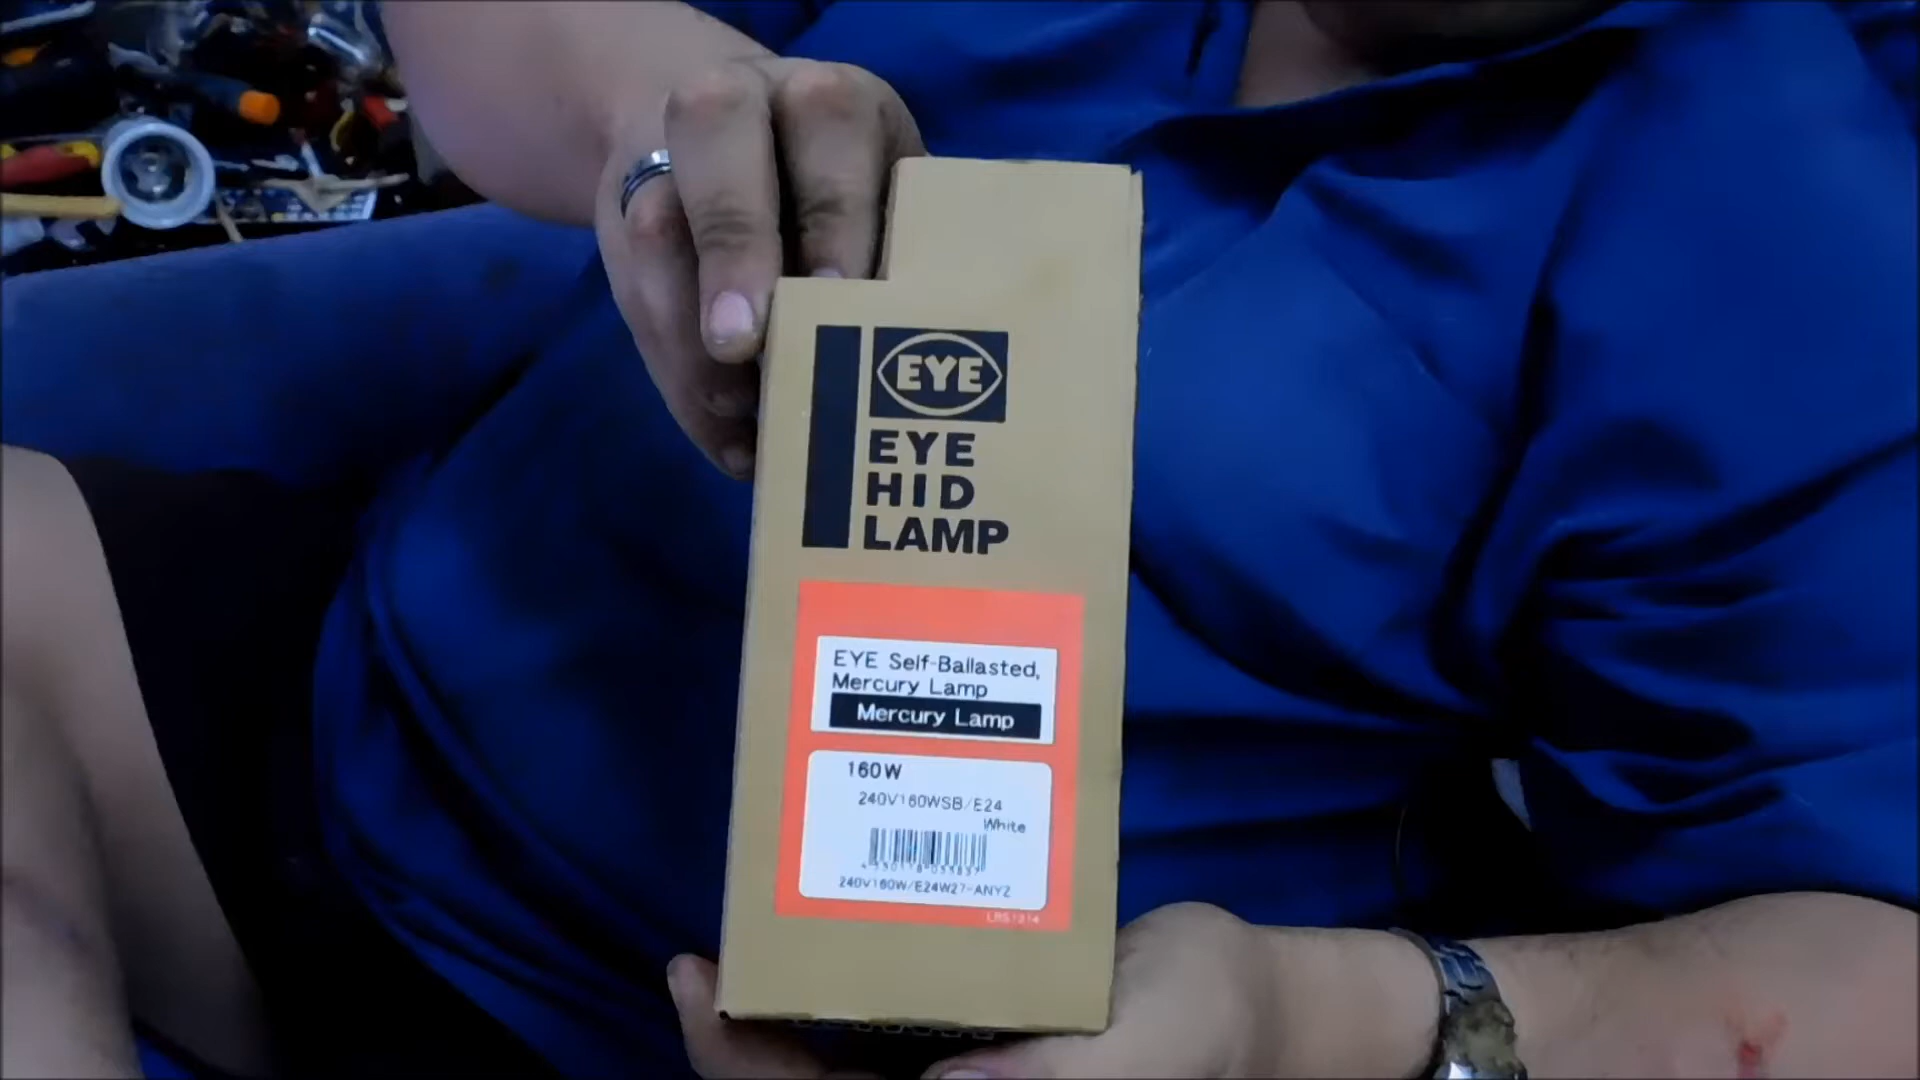 EYE
EYE
HID
LAMP
EYE Self-Ballasted,
Mercury Lamp
Mercury Lamp
160W
240V160WSB/E24
White
240V160W/E24W27-ANYZ